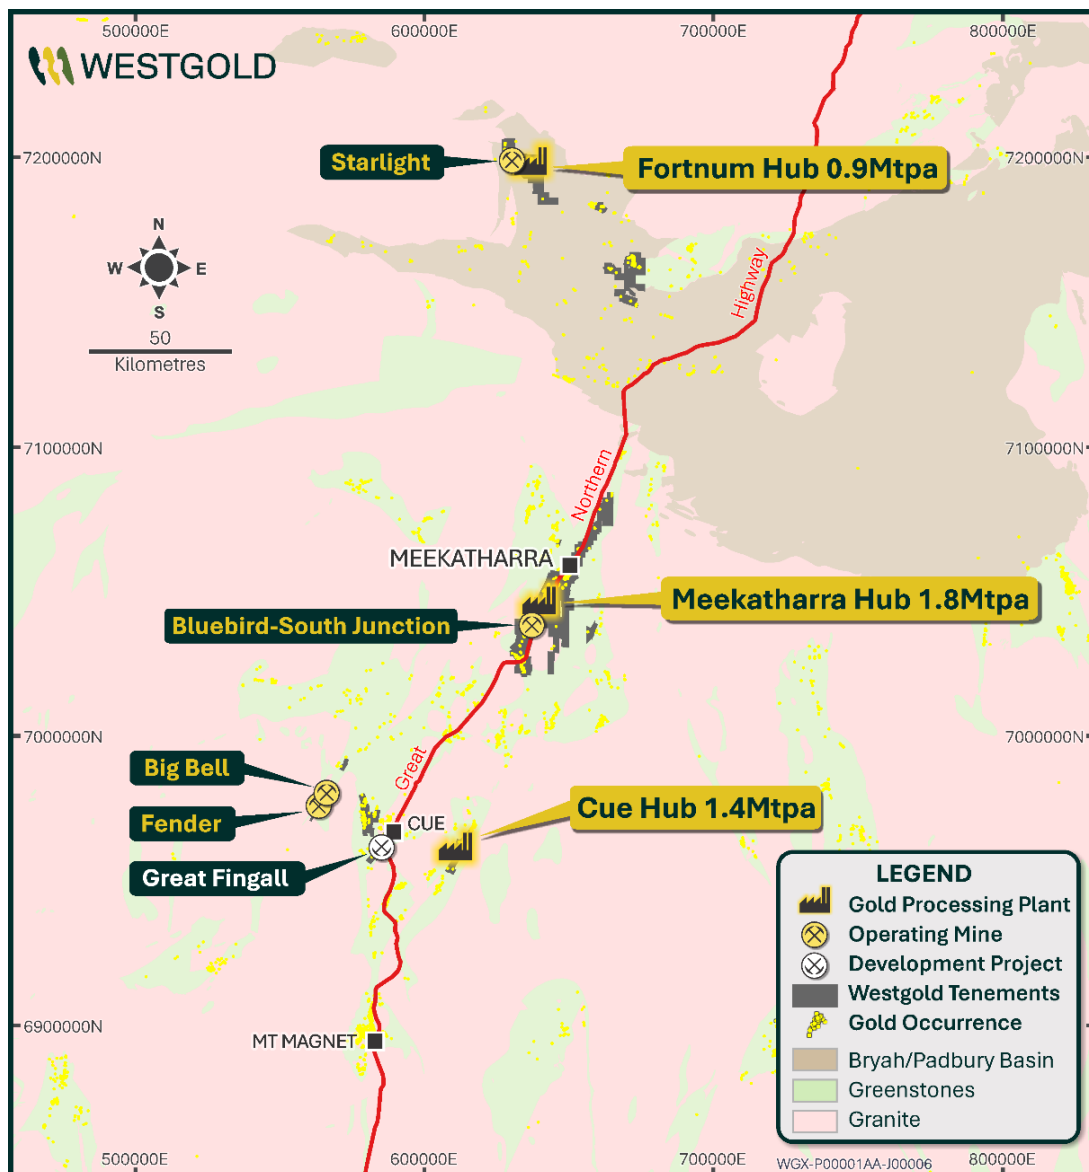 500000E 600000E 700000E 800000E
WESTGOLD
7200000N 7200000N
Starlight
Fortnum Hub 0.9Mtpa
N
W E
S
50
Kilometres
Highway
7100000N 7100000N
Northern
MEEKATHARRA
Meekatharra Hub 1.8Mtpa
Bluebird-South Junction
7000000N 7000000N
Great
Big Bell
Fender
Cue Hub 1.4Mtpa
CUE
Great Fingall
LEGEND
Gold Processing Plant
Operating Mine
Development Project
Westgold Tenements
Gold Occurrence
Bryah/Padbury Basin
Greenstones
Granite
6900000N
MT MAGNET
500000E 600000E 700000E 800000E
WGX-P00001AA-J00006